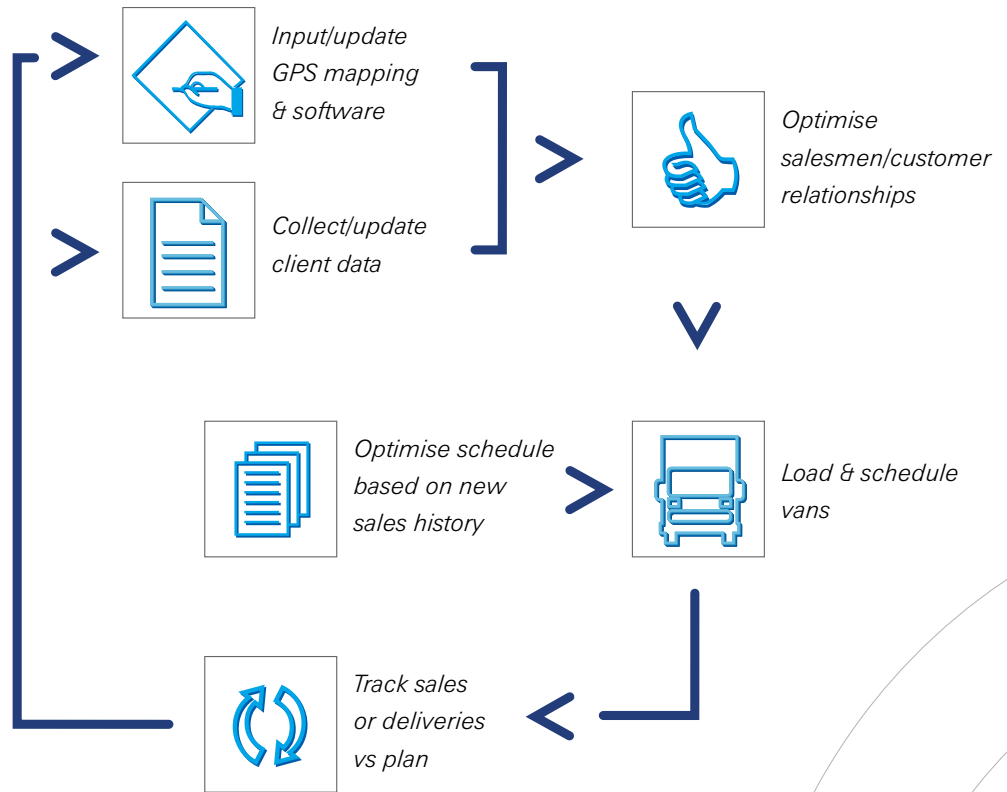 Input/update
GPS mapping
& software
Optimise
salesmen/customer
relationships
Collect/update
client data
Optimise schedule
based on new
sales history
Load & schedule
vans
Track sales
or deliveries
vs plan